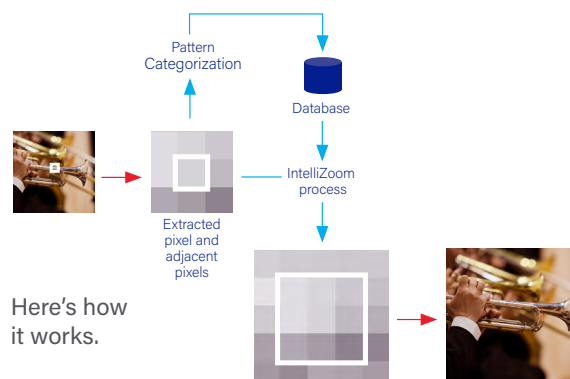 Pattern
Categorization
Database
IntelliZoom
process
Extracted
pixel and
adjacent
pixels
Here's how
it works.